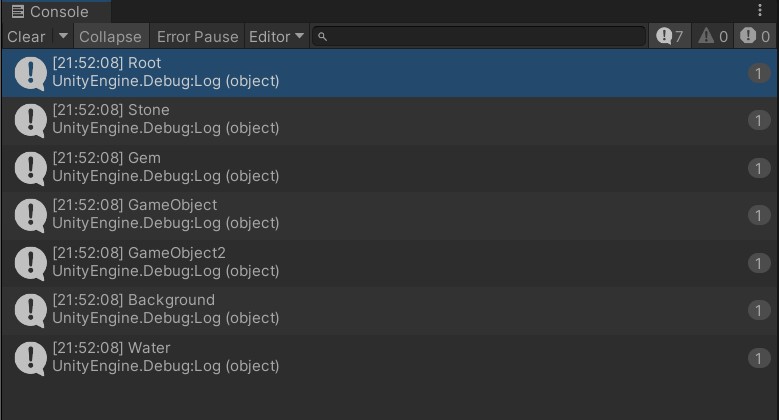 Console
Clear Collapse Error Pause Editor 7 0 0
[21:52:08] Root
UnityEngine.Debug:Log (object)
1
[21:52:08] Stone
UnityEngine.Debug:Log (object)
1
[21:52:08] Gem
UnityEngine.Debug:Log (object)
1
[21:52:08] GameObject
UnityEngine.Debug:Log (object)
1
[21:52:08] GameObject2
UnityEngine.Debug:Log (object)
1
[21:52:08] Background
UnityEngine.Debug:Log (object)
1
[21:52:08] Water
UnityEngine.Debug:Log (object)
1